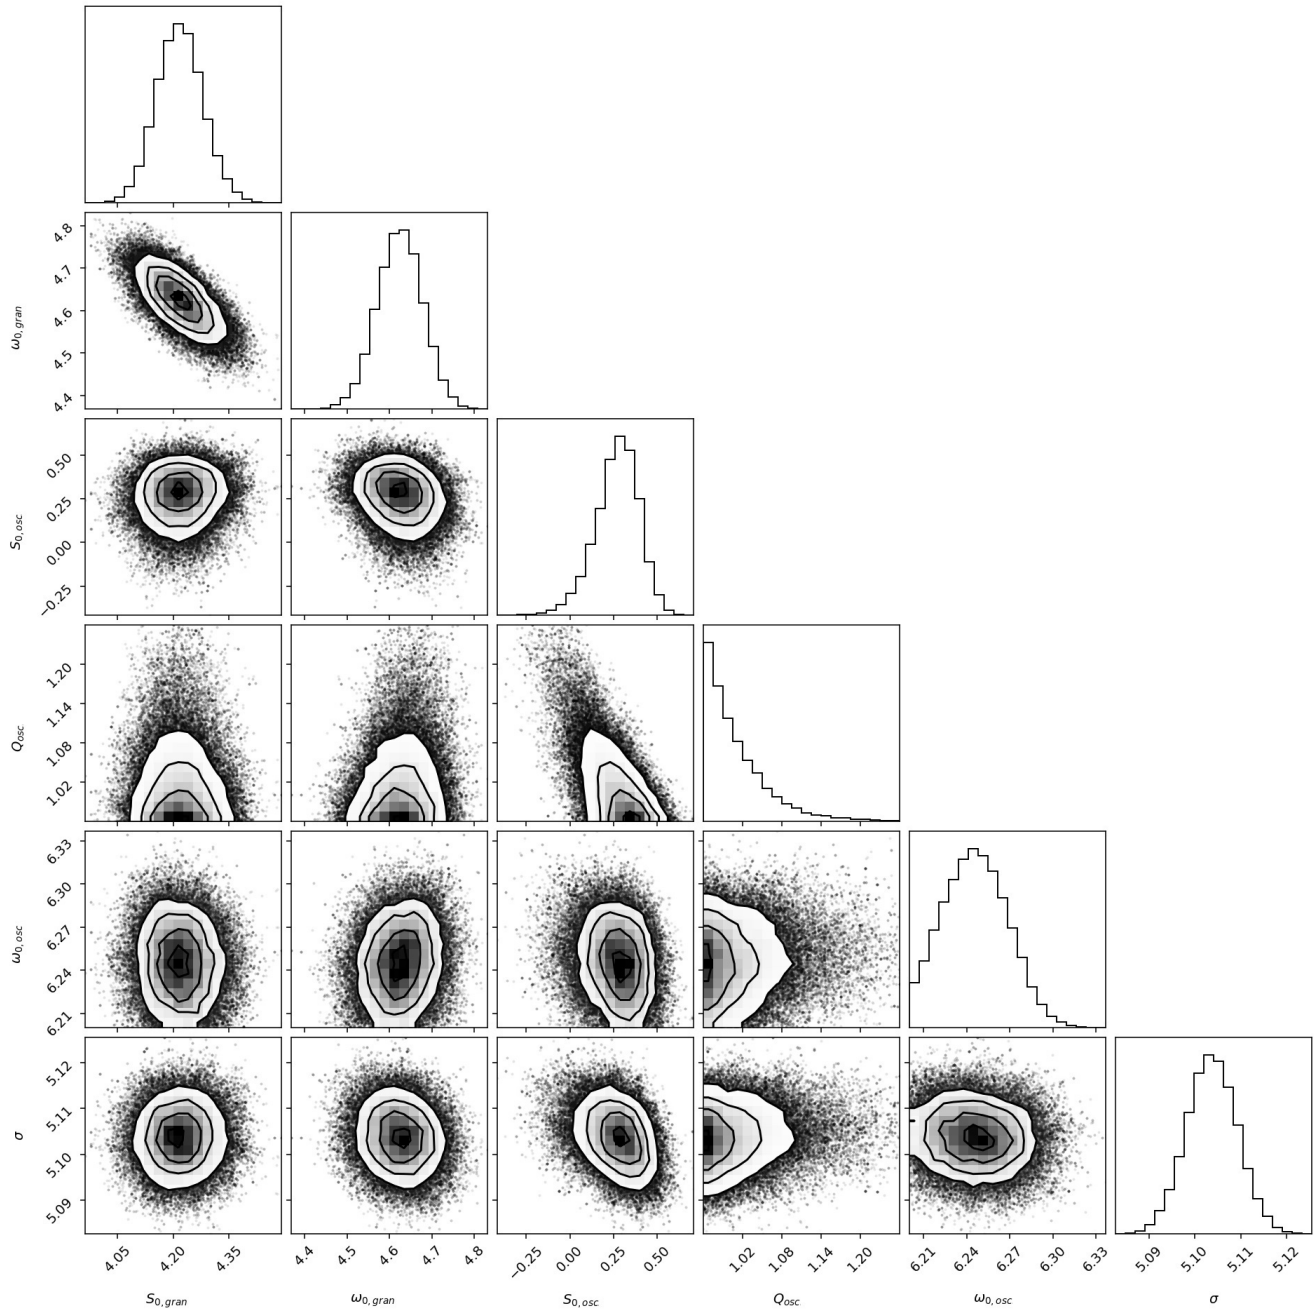 4.8
4.7
4.6
4.5
4.4
ω0,gran
0.50
0.25
0.00
−0.25
S0,osc
1.20
1.14
1.08
1.02
Qosc
6.33
6.30
6.27
6.24
6.21
ω0,osc
5.12
5.11
5.10
5.09
σ
4.05 4.20 4.35
4.4 4.5 4.6 4.7 4.8
−0.25 0.00 0.25 0.50
1.02 1.08 1.14 1.20
6.21 6.24 6.27 6.30 6.33
5.09 5.10 5.11 5.12
S0,gran ω0,gran S0,osc Qosc ω0,osc σ